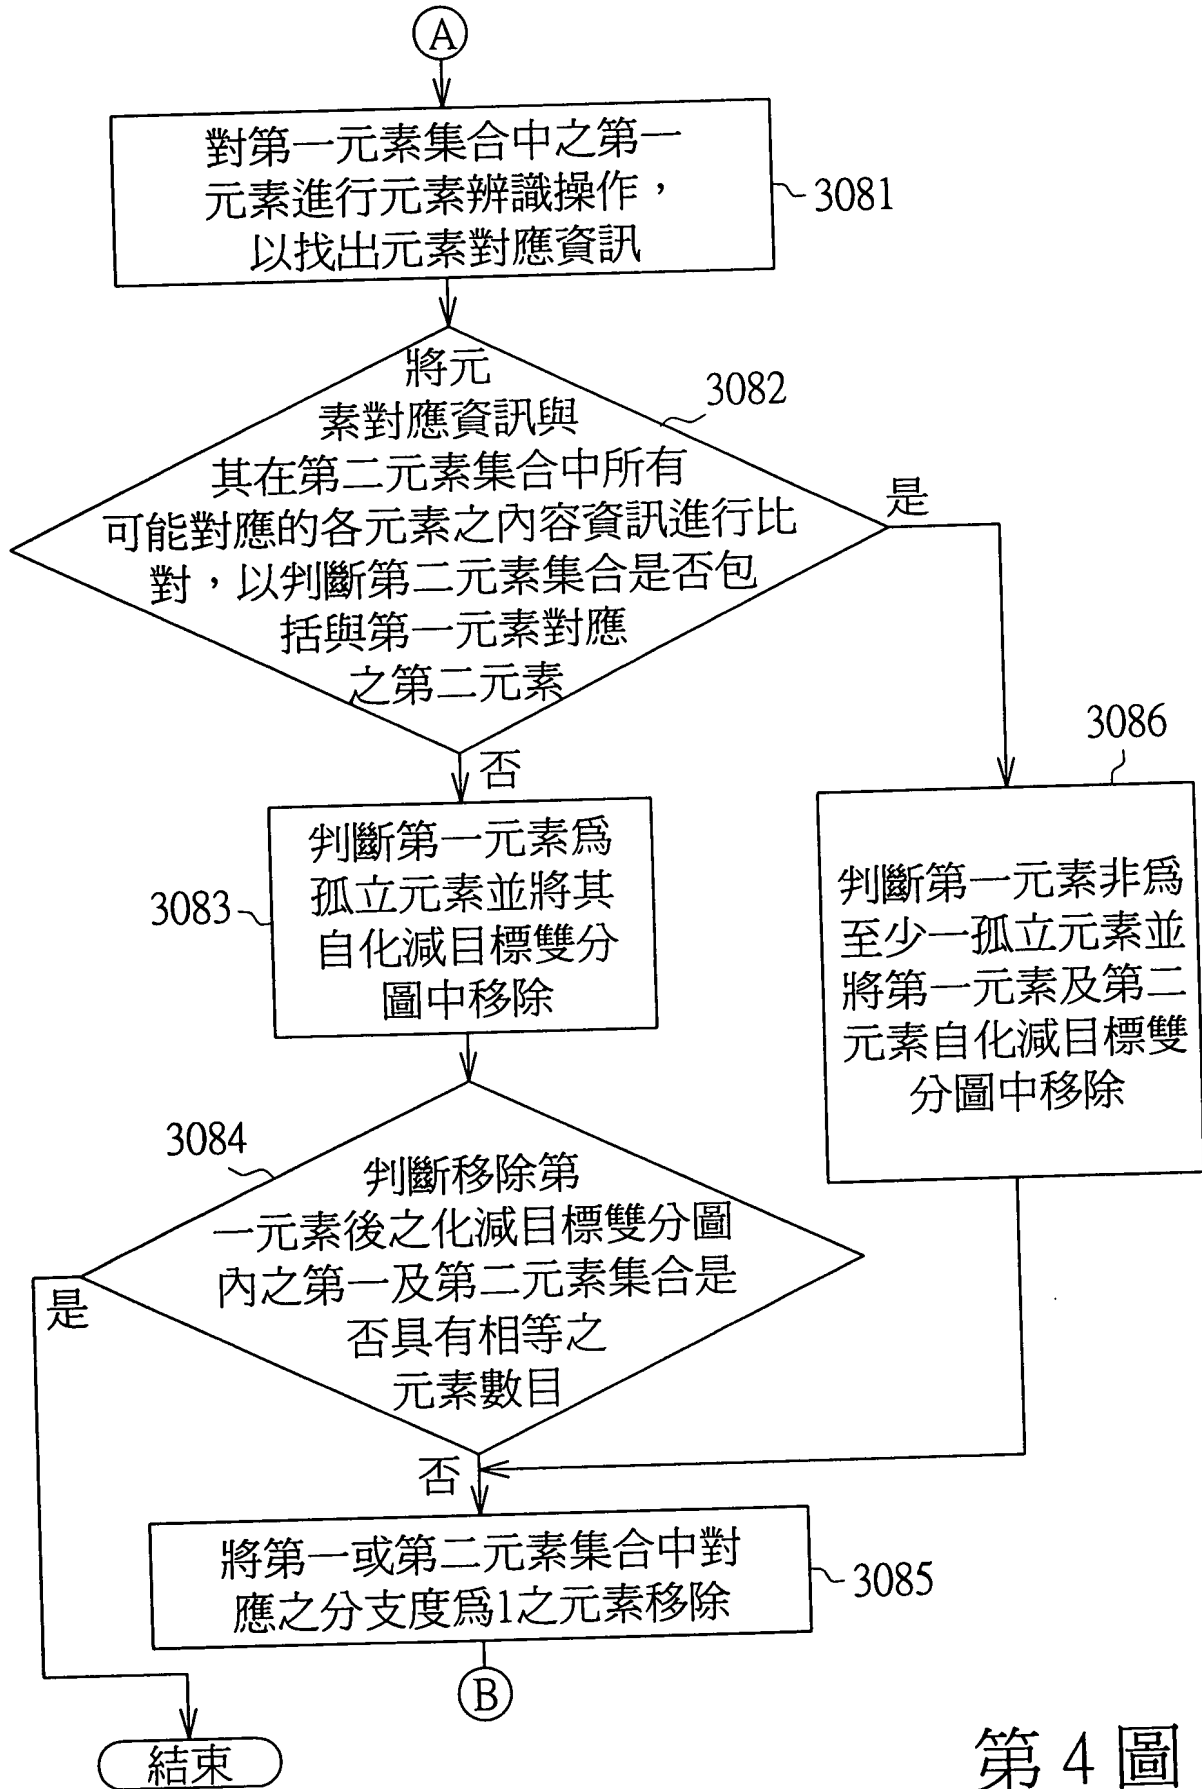 A
對第一元素集合中之第一
元素進行元素辨識操作，
以找出元素對應資訊
3081
將元
素對應資訊與
其在第二元素集合中所有
可能對應的各元素之內容資訊進行比
對，以判斷第二元素集合是否包
括與第一元素對應
之第二元素
3082
是
否
判斷第一元素爲
孤立元素並將其
自化減目標雙分
圖中移除
3083
3086
判斷第一元素非爲
至少一孤立元素並
將第一元素及第二
元素自化減目標雙
分圖中移除
3084
判斷移除第
一元素後之化減目標雙分圖
內之第一及第二元素集合是
否具有相等之
元素數目
是
否
將第一或第二元素集合中對
應之分支度爲1之元素移除
3085
B
結束
第 4 圖